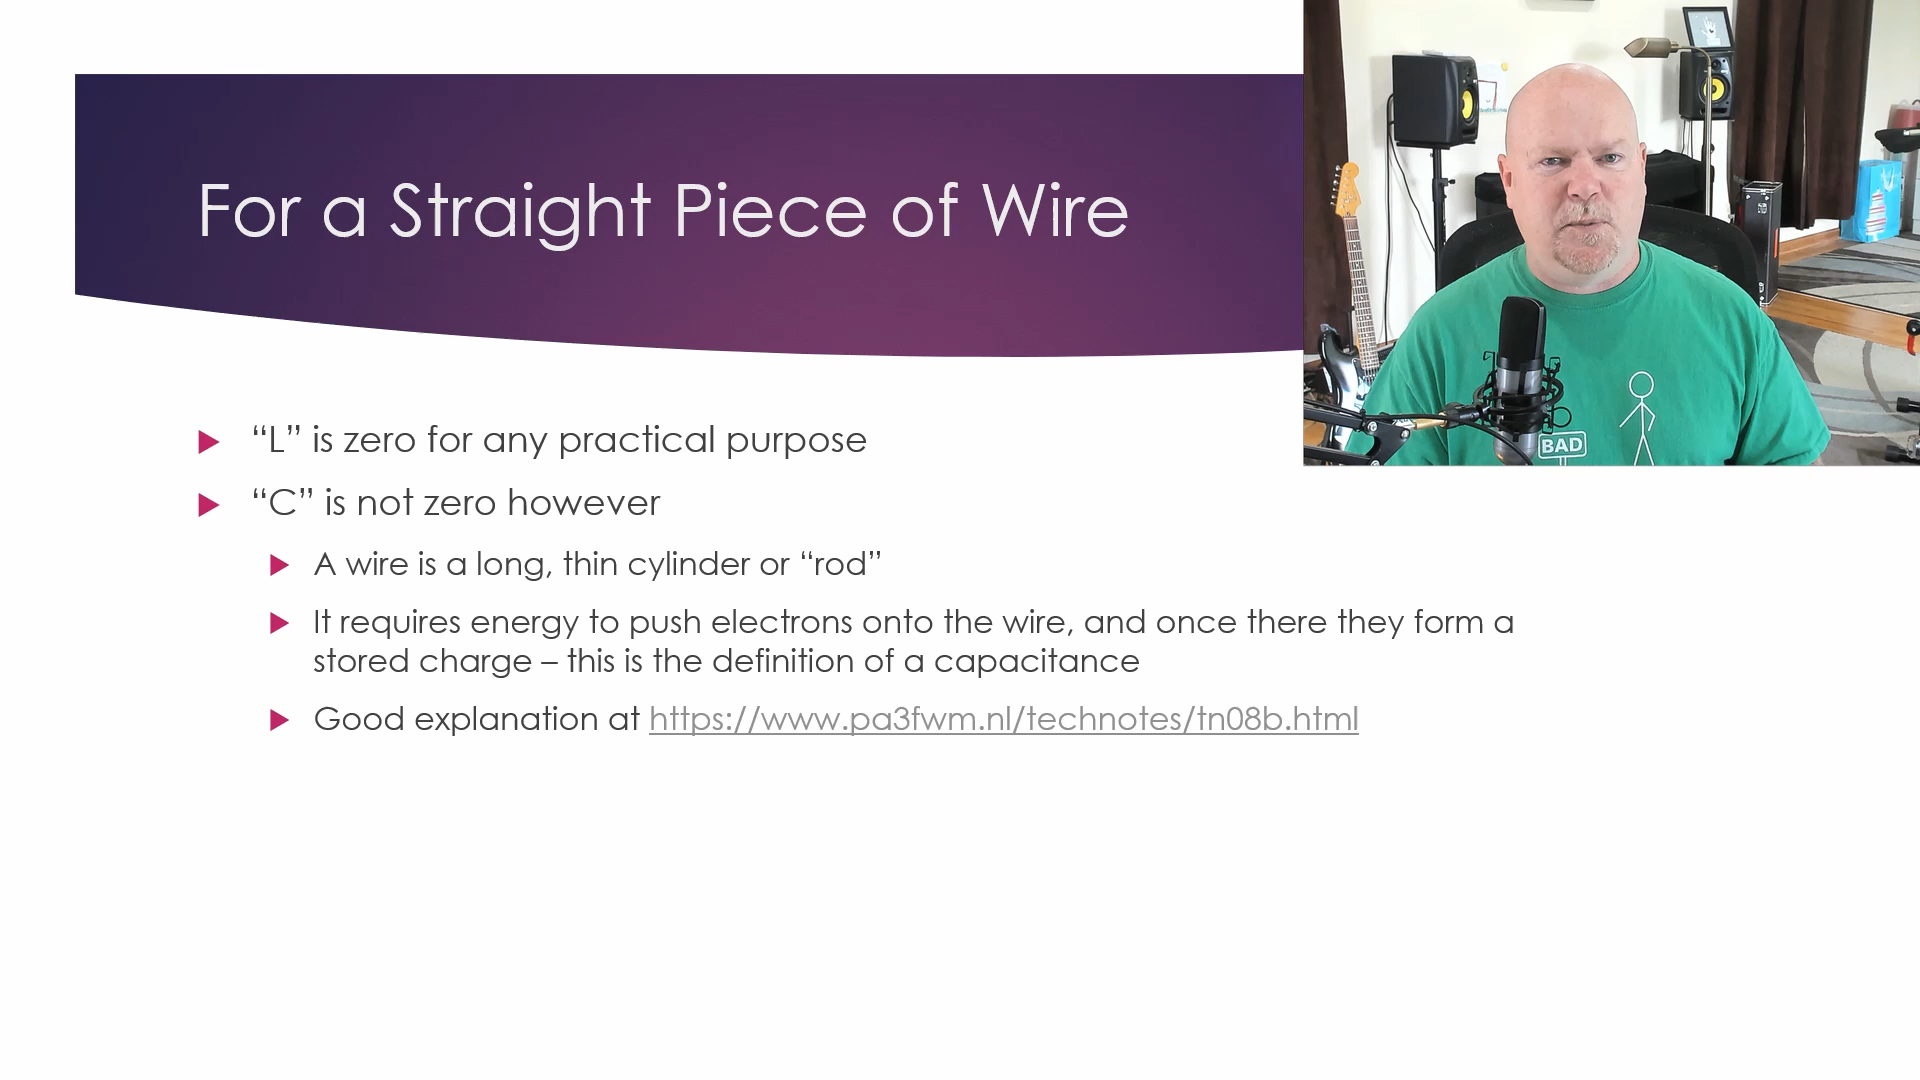 For a Straight Piece of Wire
“L” is zero for any practical purpose
“C” is not zero however
A wire is a long, thin cylinder or “rod”
It requires energy to push electrons onto the wire, and once there they form a
stored charge – this is the definition of a capacitance
Good explanation at https://www.pa3fwm.nl/technotes/tn08b.html
BAD